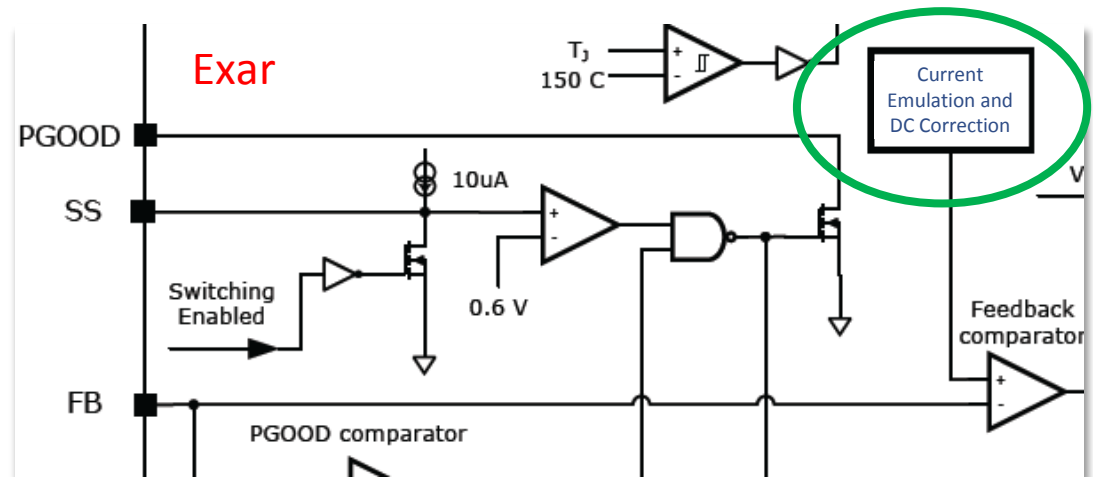 Exar
T J
150 C
+
-
Current
Emulation and
DC Correction
PGOOD
10uA
V
SS
+
-
0.6 V
Switching
Enabled
Feedback
comparator
+
-
FB
PGOOD comparator